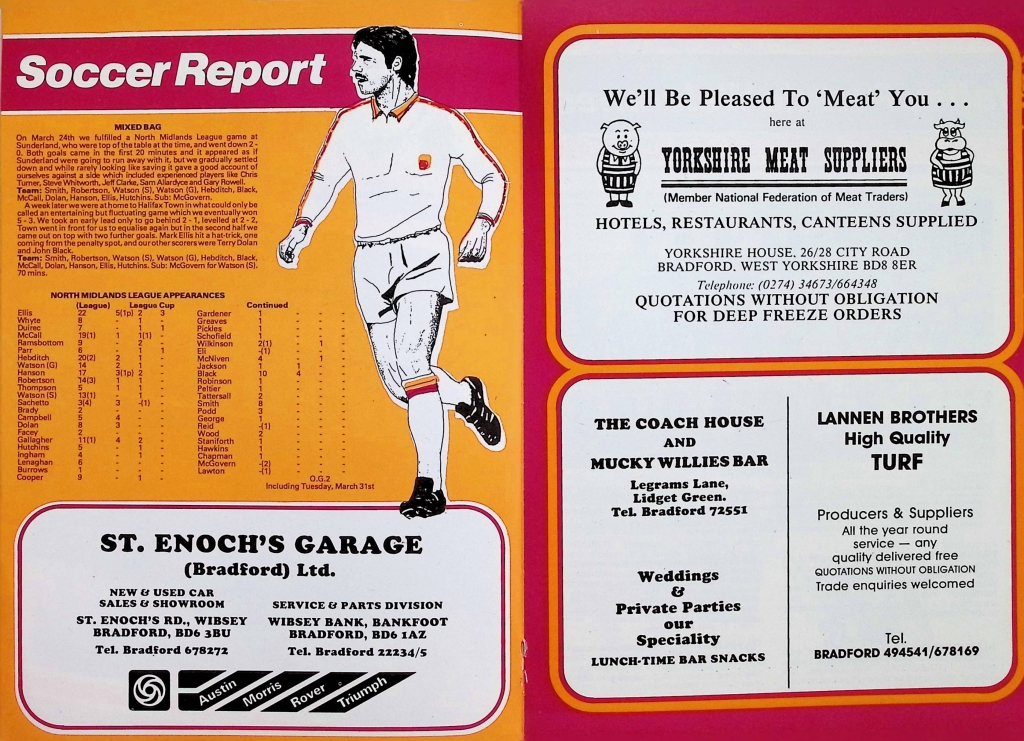 Soccer Report
MIXED BAG
On March 24th we fulfilled a North Midlands League game at
Sunderland, who were top of the table at the time, and went down 2 -
0. Both goals came in the first 20 minutes and it appeared as if
Sunderland were going to run away with it, but we gradually settled
down and while rarely looking like saving it gave a good account of
ourselves against a side which included experienced players like Chris
Turner, Steve Whitworth, Jeff Clarke, Sam Allardyce and Gary Rowell.
Team: Smith, Robertson, Watson (S), Watson (G), Hebditch, Black,
McCall, Dolan, Hanson, Ellis, Hutchins. Sub: McGovern.
A week later we were at home to Halifax Town in what could only be
called an entertaining but fluctuating game which we eventually won
5 - 3. We took an early lead only to go behind 2 - 1, levelled at 2 - 2,
Town went in front for us to equalise again but in the second half we
came out on top with two further goals. Mark Ellis hit a hat-trick, one
coming from the penalty spot, and our other scorers were Terry Dolan
and John Black.
Team: Smith, Robertson, Watson (S), Watson (G), Hebditch, Black,
McCall, Dolan, Hanson, Ellis, Hutchins. Sub: McGovern for Watson (S).
70 mins.
NORTH MIDLANDS LEAGUE APPEARANCES
(League) League Cup
Ellis 22 5(1p) 2 3
Whyte 8 - 1 -
Duirec 7 - 1 1
McCall 19(1) 1 1(1) -
Ramsbottom 9 - 2 -
Parr 6 - 1 1
Hebditch 20(2) 2 1 -
Watson (G) 14 2 1 -
Hanson 17 3(1p) 2 -
Robertson 14(3) 1 1 -
Thompson 5 1 1 -
Watson (S) 13(1) - 1 -
Sachetto 3(4) 3 -(1) -
Brady 2 - - -
Campbell 5 4 - -
Dolan 8 3 - -
Facey 2 - - -
Gallagher 11(1) 4 2 -
Hutchins 5 - 1 -
Ingham 4 - 1 -
Lenaghan 6 - - -
Burrows 1 - - -
Cooper 9 - 1 -
Continued
Gardener 1 - - -
Greaves 1 - - -
Pickles 1 - - -
Schofield 1 - - -
Wilkinson 2(1) - 1 -
Eli -(1) - - -
McNiven 4 - 1 -
Jackson 1 1 - -
Black 10 4 - -
Robinson 1 - - -
Peltier 1 - - -
Tattersall 2 - - -
Smith 8 - - -
Podd 3 - - -
George 1 - - -
Reid -(1) - - -
Wood 2 - - -
Staniforth 1 - - -
Hawkins 1 - - -
Chapman 1 - - -
McGovern -(2) - - -
Lawton -(1) - - -
O.G.2
Including Tuesday, March 31st
ST. ENOCH'S GARAGE
(Bradford) Ltd.
NEW & USED CAR
SALES & SHOWROOM
ST. ENOCH'S RD., WIBSEY
BRADFORD, BD6 3BU
Tel. Bradford 678272
SERVICE & PARTS DIVISION
WIBSEY BANK, BANKFOOT
BRADFORD, BD6 1AZ
Tel. Bradford 22234/5
Austin Morris Rover Triumph
We'll Be Pleased To 'Meat' You . . .
here at
YORKSHIRE MEAT SUPPLIERS
(Member National Federation of Meat Traders)
HOTELS, RESTAURANTS, CANTEENS SUPPLIED
YORKSHIRE HOUSE. 26/28 CITY ROAD
BRADFORD. WEST YORKSHIRE BD8 8ER
Telephone: (0274) 34673/664348
QUOTATIONS WITHOUT OBLIGATION
FOR DEEP FREEZE ORDERS
THE COACH HOUSE
AND
MUCKY WILLIES BAR
Legrams Lane,
Lidget Green.
Tel. Bradford 72551
Weddings
&
Private Parties
our
Speciality
LUNCH-TIME BAR SNACKS
LANNEN BROTHERS
High Quality
TURF
Producers & Suppliers
All the year round
service — any
quality delivered free
QUOTATIONS WITHOUT OBLIGATION
Trade enquiries welcomed
Tel.
BRADFORD 494541/678169